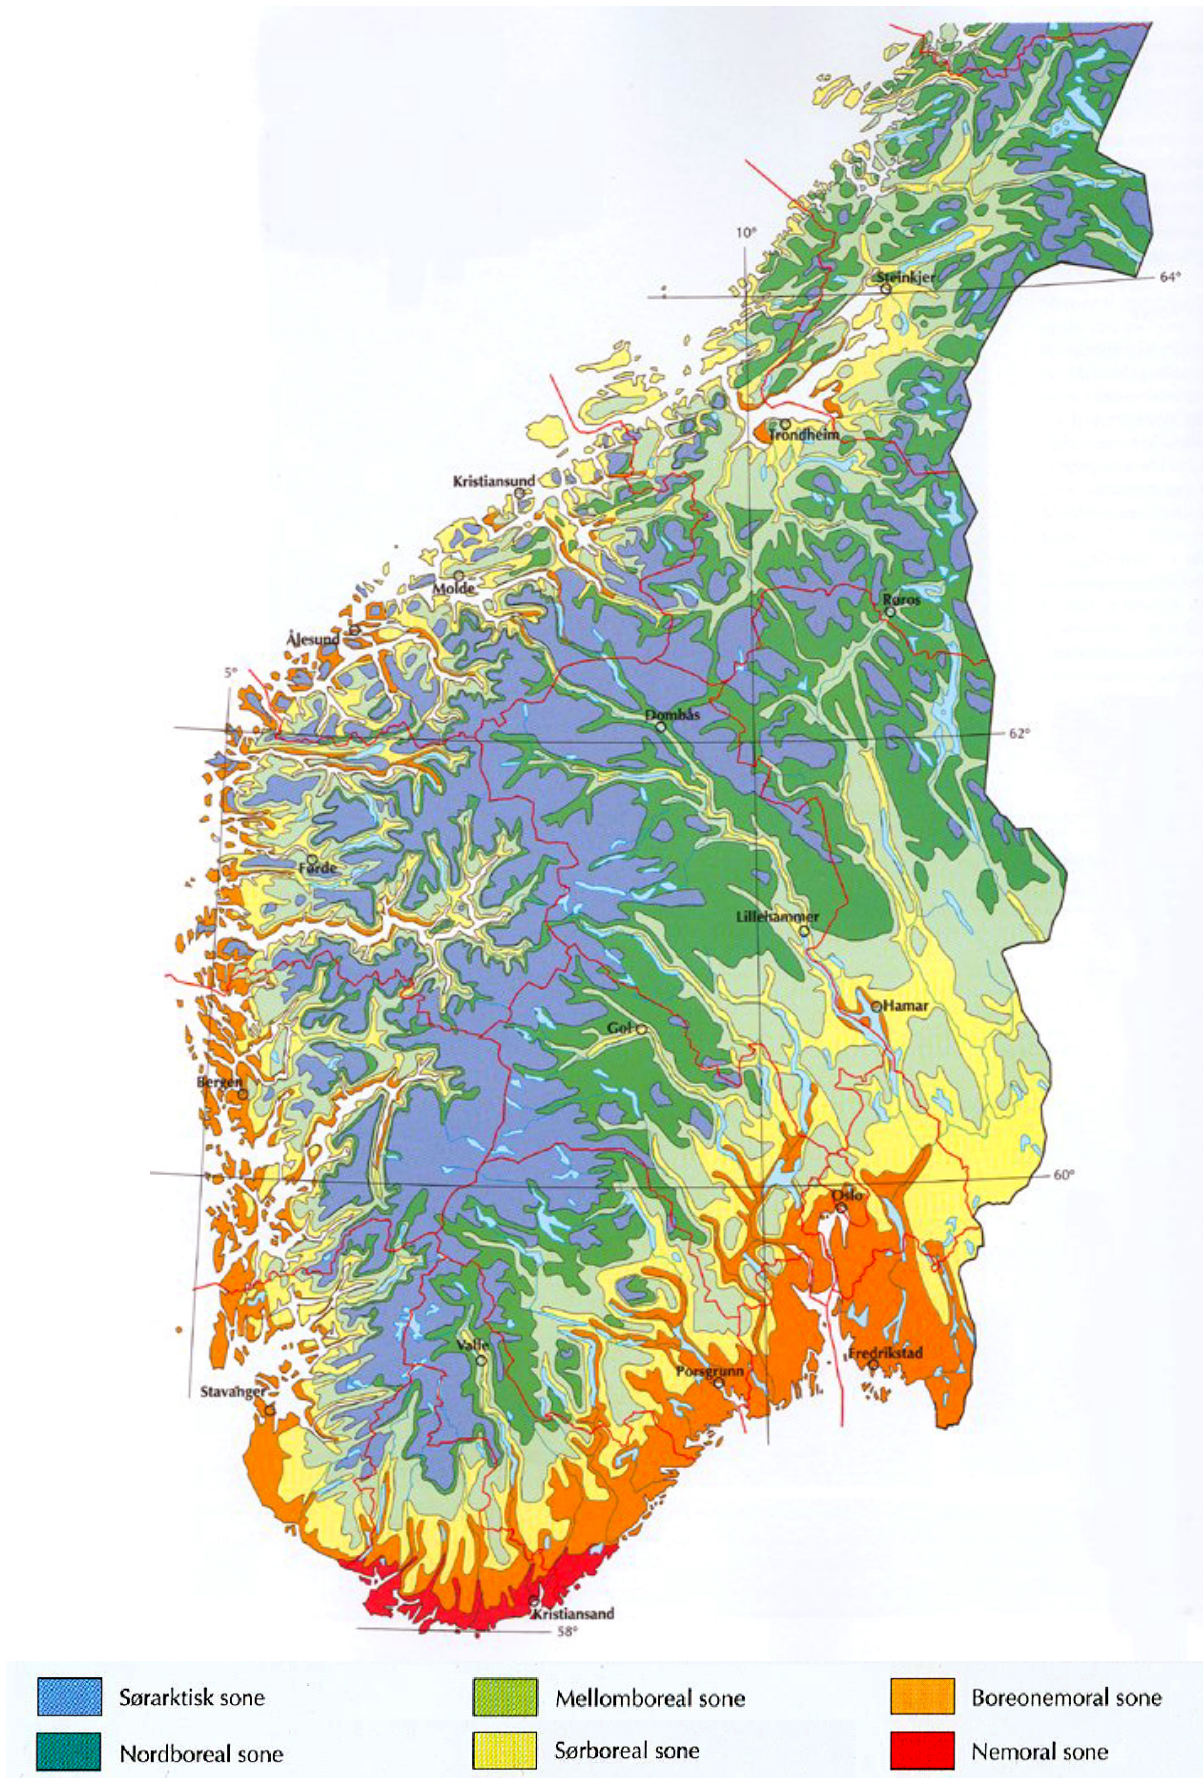 10°
Steinkjer
64°
Trondheim
Kristiansund
Molde
Røros
Ålesund
5°
Dombås
62°
Førde
Lillehammer
Hamar
Gol
Bergen
60°
Oslo
Valle
Fredrikstad
Porsgrunn
Stavanger
Kristiansand
58°
Sørarktisk sone
Mellomboreal sone
Boreonemoral sone
Nordboreal sone
Sørboreal sone
Nemoral sone